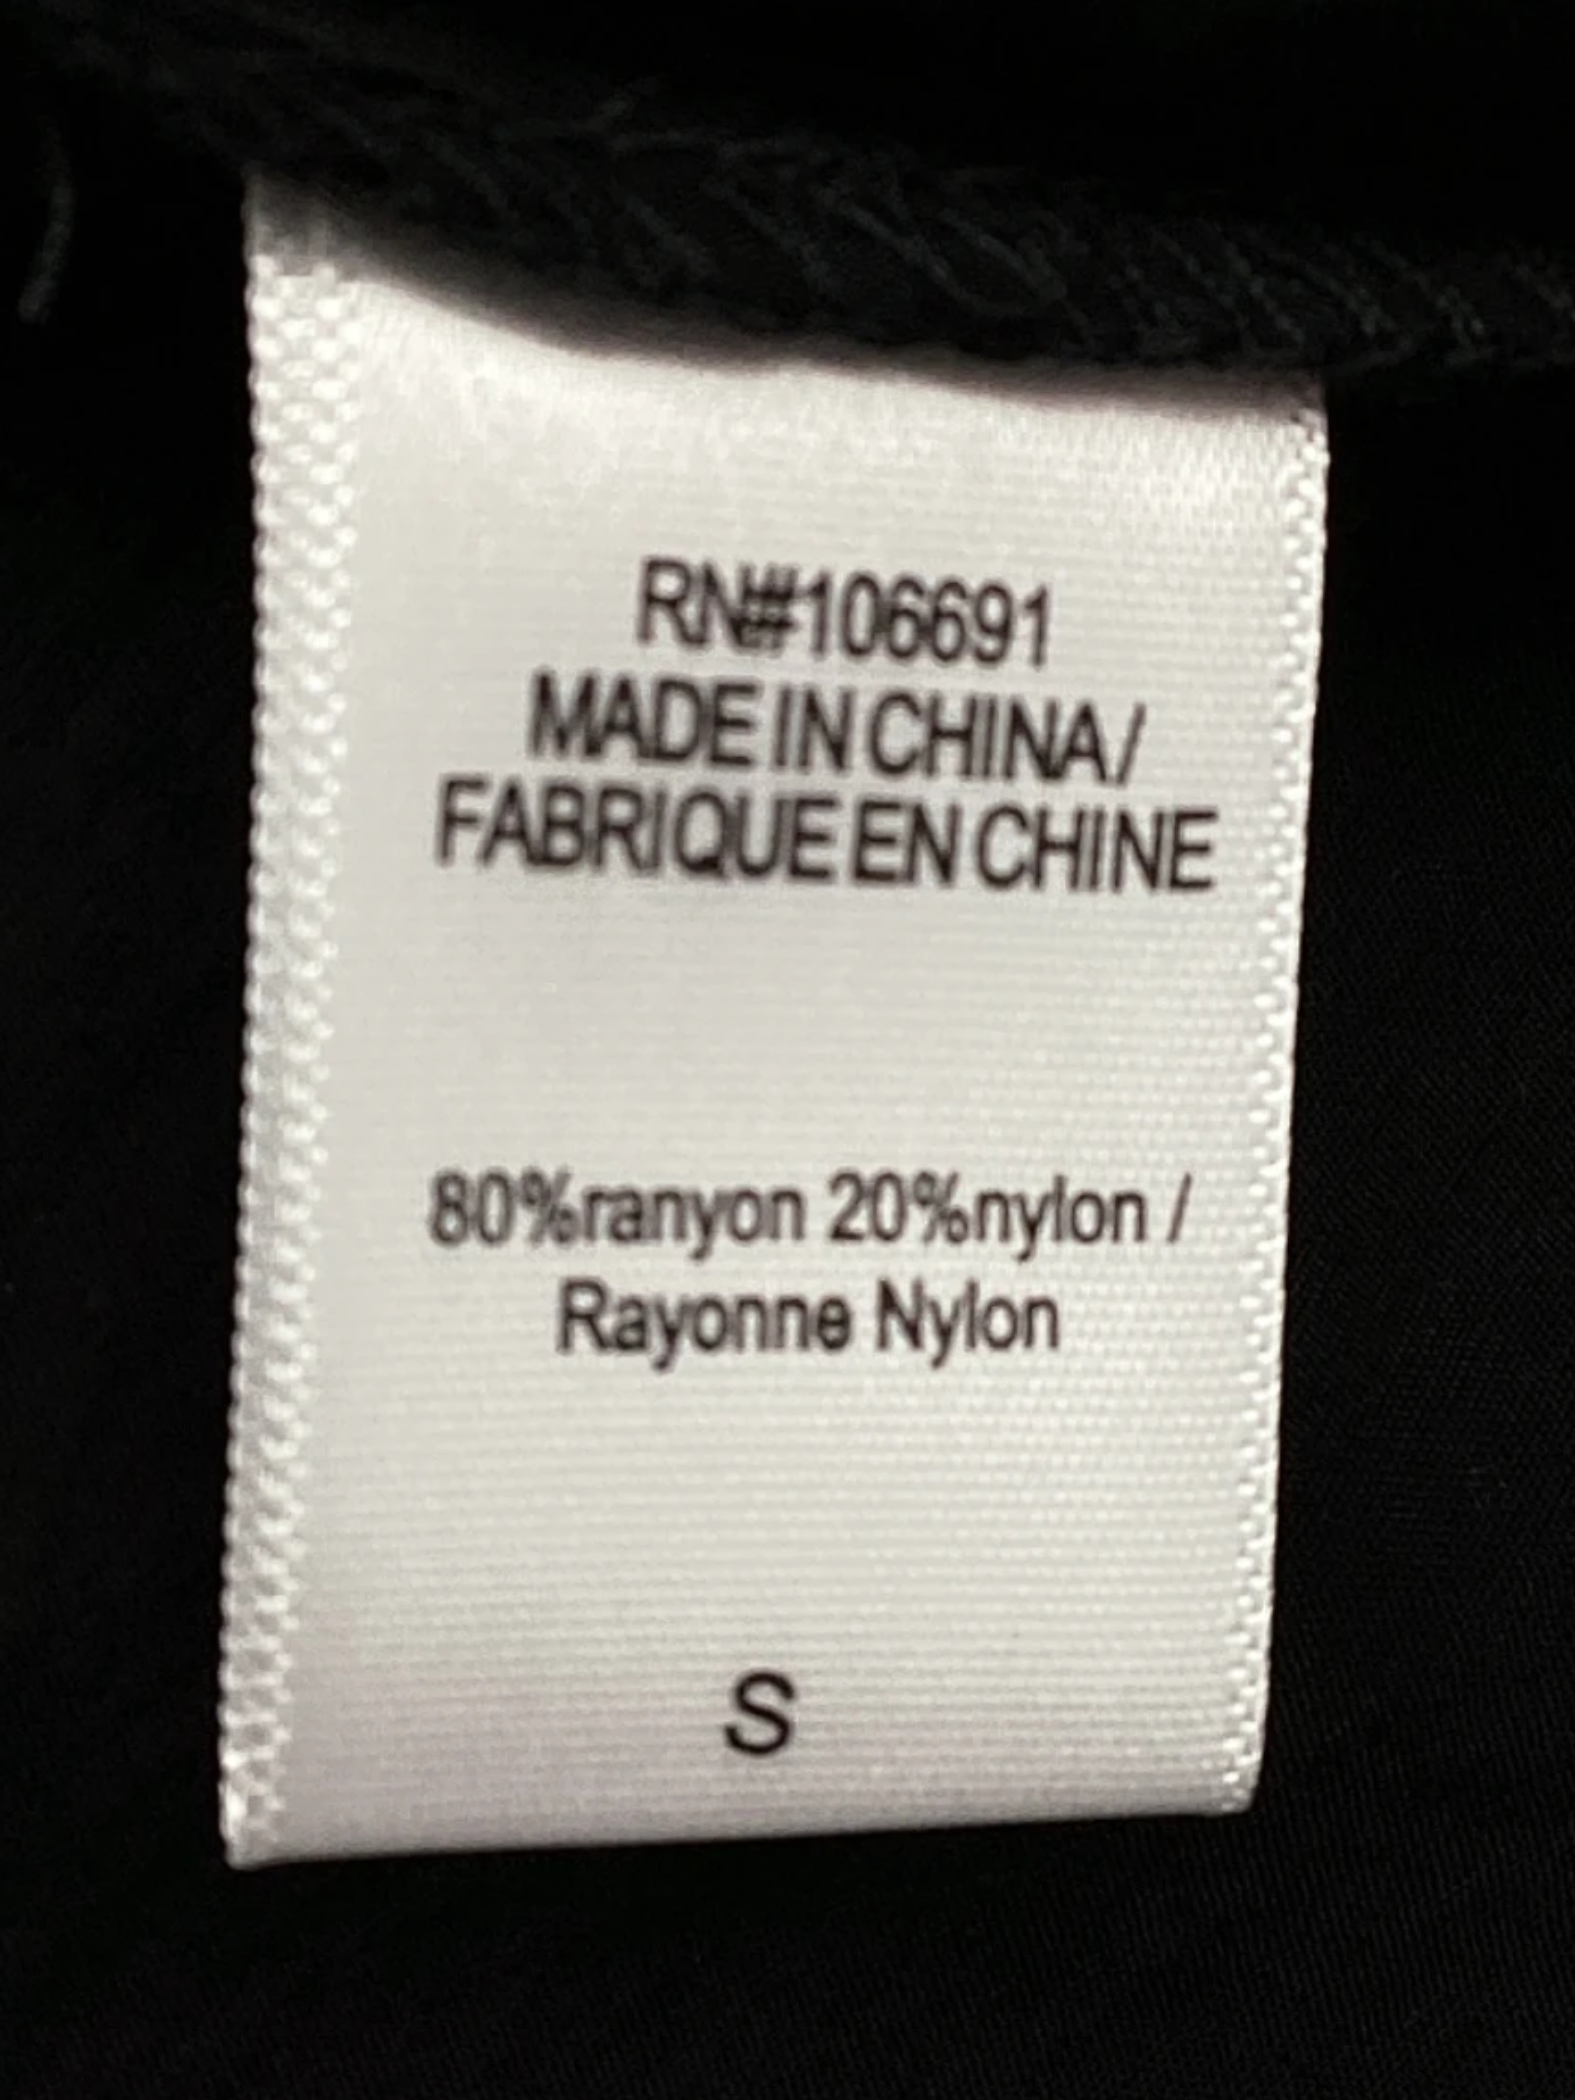 RN#106691
MADE IN CHINA/
FABRIQUE EN CHINE
80%ranyon 20%nylon /
Rayonne Nylon
S